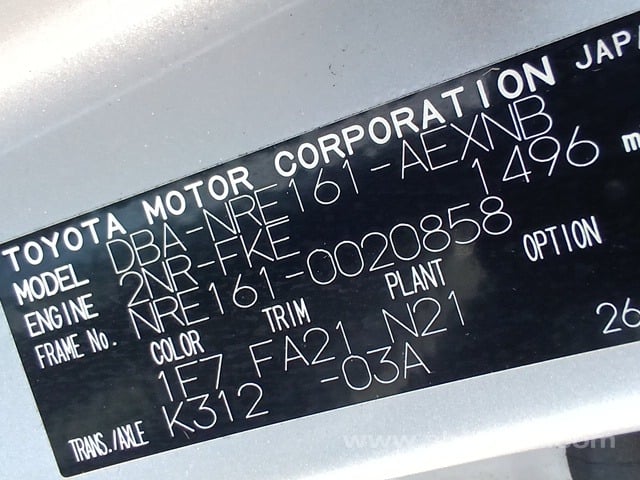 TOYOTA MOTOR CORPORATION JAPA
MODEL DBA-NRE161-AEXNB
ENGINE 2NR-FKE 1496 m
FRAME No. NRE161-0020858
COLOR TRIM PLANT OPTION
1F7 FA21 N21
TRANS./AXLE K312 -03A 26